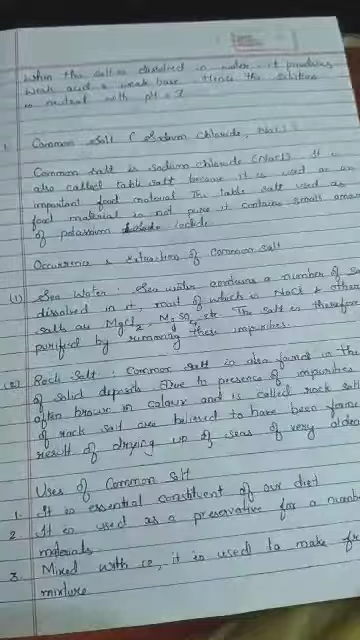 When the salt is dissolved in water, it produces
weak acid & weak base. Hence the solution
is neutral with pH = 7
Common Salt (Sodium Chloride, NaCl)
Common salt is sodium chloride (NaCl). It is
also called table salt because it is used as an
important food material The table salt used as
food material is not pure it contains small amou
of potassium iodide
Occurrence & Extraction of Common salt
(1) Sea Water : Sea water contains a number of sa
dissolved in it, most of which is NaCl & other
salts as MgCl2, MgSO4 etc The salt is therefore
purified by removing these impurities.
(2) Rock Salt : Common salt is also found in the
of solid deposits Due to presence of impurities
often brown in colour and is called rock salt
of rock salt are believed to have been forme
result of drying up of seas of very olden
Uses of Common Salt
1. It is essential constituent of our diet
2 It is used as a preservative for a numbe
materials
3. Mixed with ice, it is used to make fr
mixture